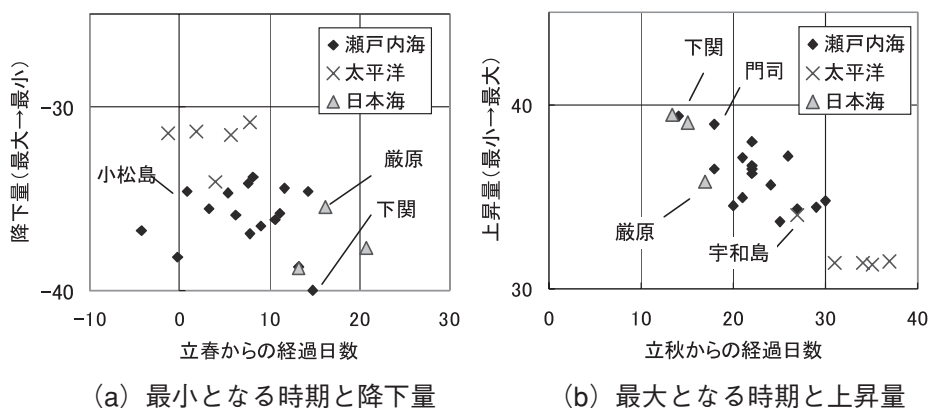 降下量（最大→最小）
-30
-40
-10
0
10
20
30
立春からの経過日数
瀬戸内海
太平洋
日本海
小松島
厳原
下関
（a）最小となる時期と降下量
上昇量（最小→最大）
40
30
0
10
20
30
40
立秋からの経過日数
瀬戸内海
太平洋
日本海
下関
門司
厳原
宇和島
（b）最大となる時期と上昇量